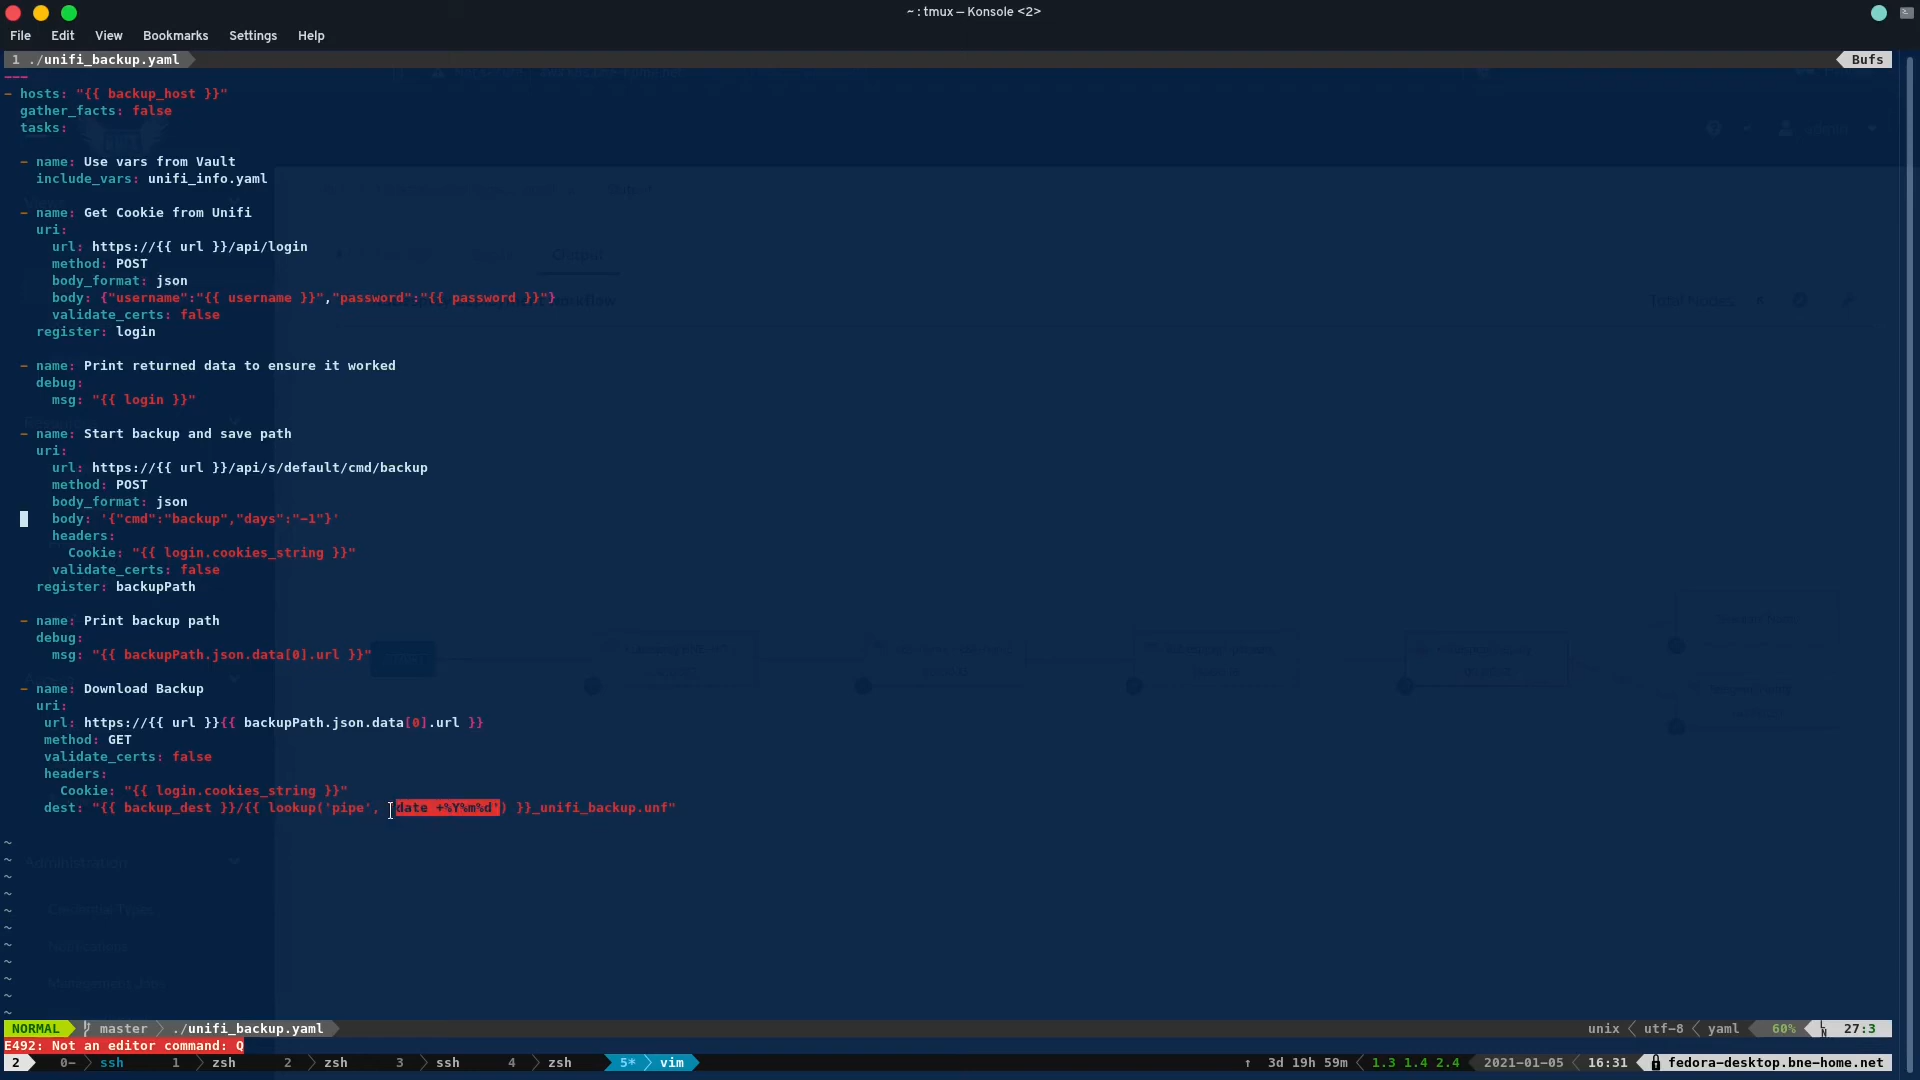 ~ : tmux — Konsole <2>
File Edit View Bookmarks Settings Help
1 ./unifi_backup.yaml Bufs
---
- hosts: "{{ backup_host }}"
  gather_facts: false
  tasks:
  - name: Use vars from Vault
    include_vars: unifi_info.yaml
  - name: Get Cookie from Unifi
    uri:
      url: https://{{ url }}/api/login
      method: POST
      body_format: json
      body: {"username":"{{ username }}","password":"{{ password }}"}
      validate_certs: false
    register: login
  - name: Print returned data to ensure it worked
    debug:
      msg: "{{ login }}"
  - name: Start backup and save path
    uri:
      url: https://{{ url }}/api/s/default/cmd/backup
      method: POST
      body_format: json
      body: '{"cmd":"backup","days":"-1"}'
      headers:
        Cookie: "{{ login.cookies_string }}"
      validate_certs: false
    register: backupPath
  - name: Print backup path
    debug:
      msg: "{{ backupPath.json.data[0].url }}"
  - name: Download Backup
    uri:
     url: https://{{ url }}{{ backupPath.json.data[0].url }}
     method: GET
     validate_certs: false
     headers:
       Cookie: "{{ login.cookies_string }}"
     dest: "{{ backup_dest }}/{{ lookup('pipe', 'date +%Y%m%d') }}_unifi_backup.unf"
~
~
~
Administration
~
~
~
Credential Types
~
~
Notifications
~
~
Management Jobs
~
~
NORMAL master ./unifi_backup.yaml unix utf-8 yaml 60% LN 27:3
E492: Not an editor command: Q
2 0- ssh 1 zsh 2 zsh 3 ssh 4 zsh 5* vim ↑ 3d 19h 59m 1.3 1.4 2.4 2021-01-05 16:31 fedora-desktop.bne-home.net